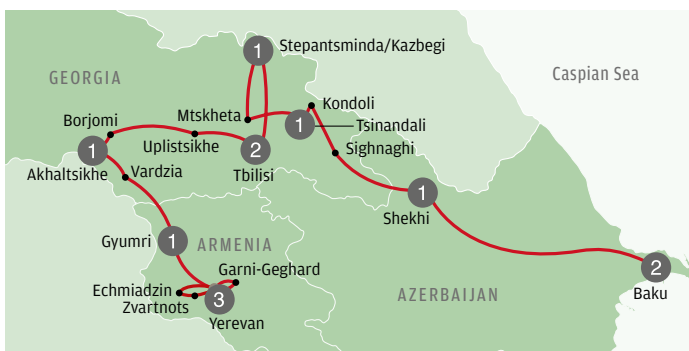 1
Stepantsminda/Kazbegi
GEORGIA
Caspian Sea
Kondoli
Mtskheta
Borjomi
1
Tsinandali
Uplistsikhe
Sighnaghi
1
2
Akhaltsikhe
Vardzia
Tbilisi
1
Shekhi
Gyumri
1
ARMENIA
Garni-Geghard
2
Echmiadzin
Zvartnots
3
AZERBAIJAN
Baku
Yerevan